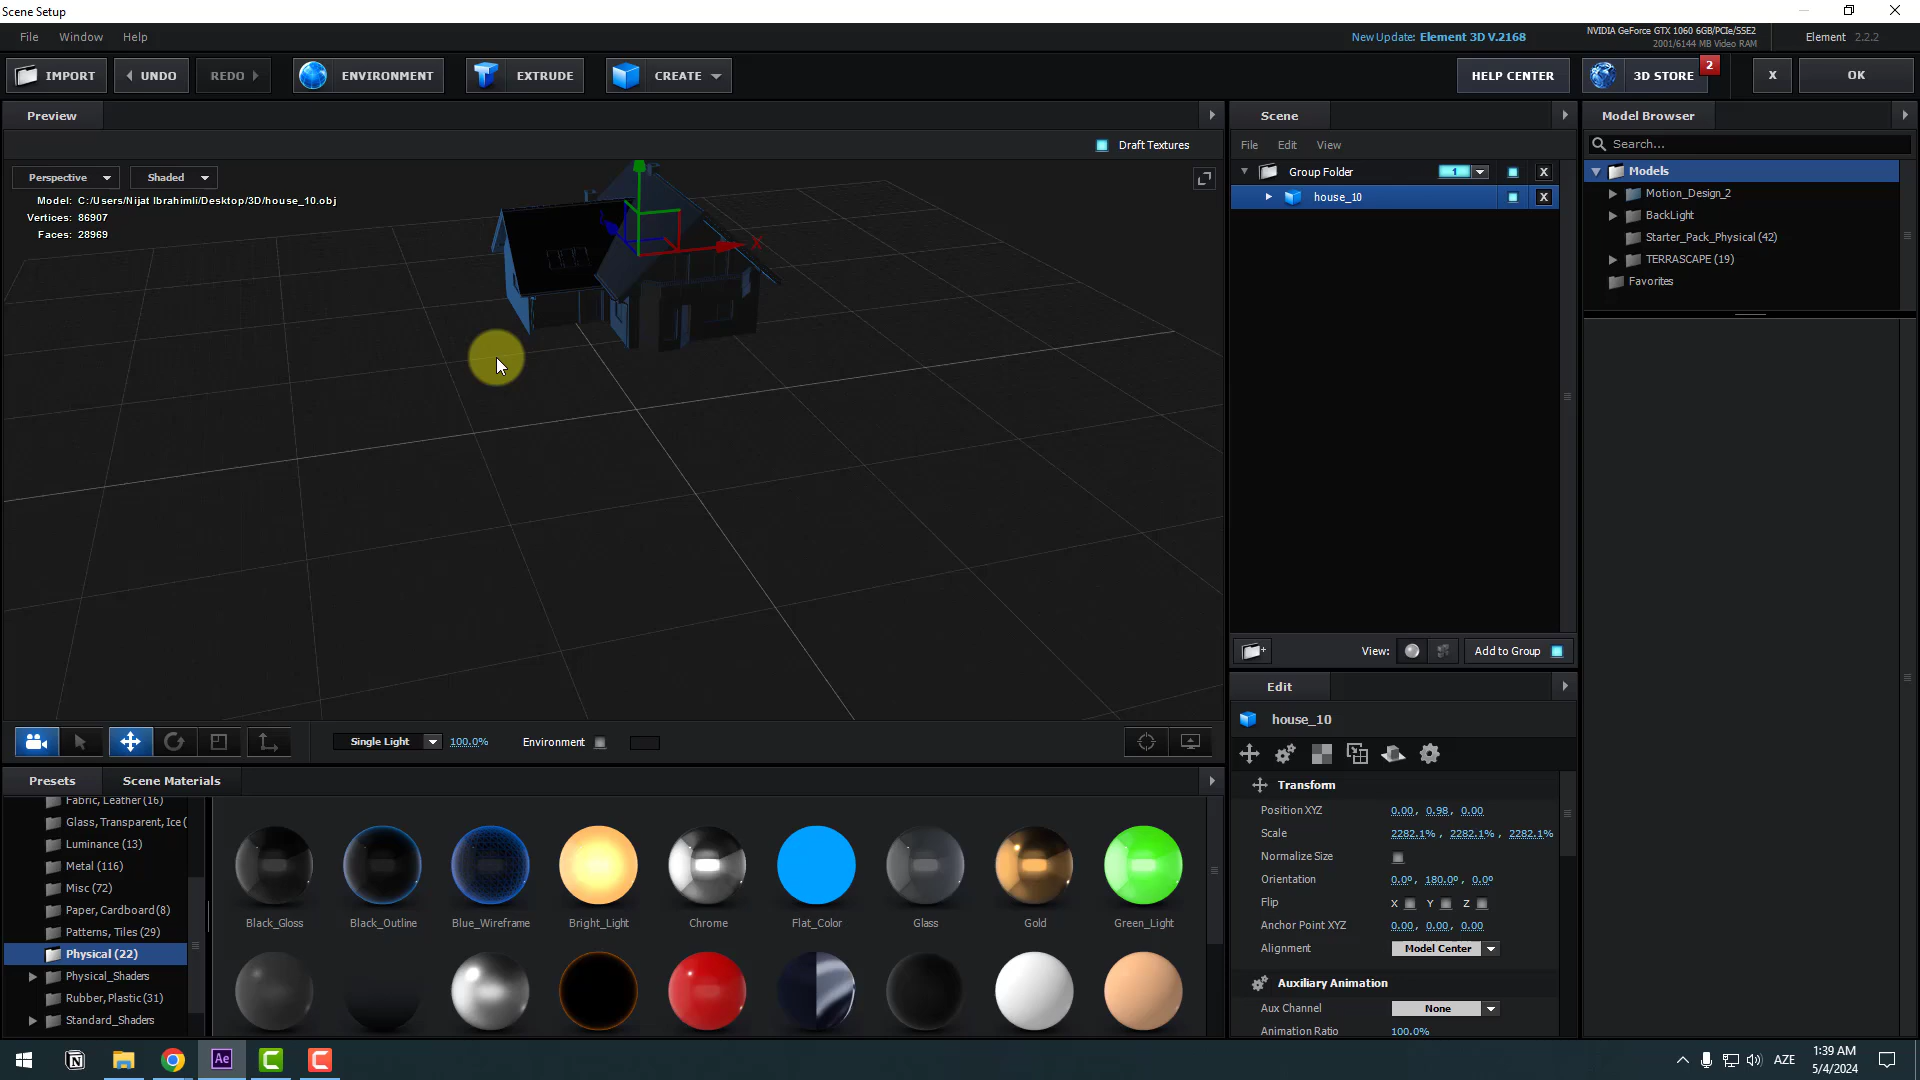 Scene Setup
File Window Help
New Update: Element 3D V.2168
NVIDIA GeForce GTX 1060 6GB/PCIe/SSE2
2001/6144 MB Video RAM
Element 2.2.2
IMPORT UNDO REDO ENVIRONMENT EXTRUDE CREATE HELP CENTER 3D STORE 2 X OK
Preview
Draft Textures
Perspective Shaded
Model: C:/Users/Nijat Ibrahimli/Desktop/3D/house_10.obj
Vertices: 86907
Faces: 28969
X
Single Light 100.0% Environment
Scene
File Edit View
Group Folder 1 X
house_10 X
View: Add to Group
Model Browser
Search...
Models
Motion_Design_2
BackLight
Starter_Pack_Physical (42)
TERRASCAPE (19)
Favorites
Edit
house_10
Transform
Position XYZ 0.00, 0.98, 0.00
Scale 2282.1%, 2282.1%, 2282.1%
Normalize Size
Orientation 0.0º, 180.0º, 0.0º
Flip X Y Z
Anchor Point XYZ 0.00, 0.00, 0.00
Alignment Model Center
Auxiliary Animation
Aux Channel None
Animation Ratio 100.0%
Presets Scene Materials
Fabric, Leather (16)
Glass, Transparent, Ice (
Luminance (13)
Metal (116)
Misc (72)
Paper, Cardboard (8)
Patterns, Tiles (29)
Physical (22)
Physical_Shaders
Rubber, Plastic (31)
Standard_Shaders
Black_Gloss Black_Outline Blue_Wireframe Bright_Light Chrome Flat_Color Glass Gold Green_Light
Ae
AZE
1:39 AM
5/4/2024